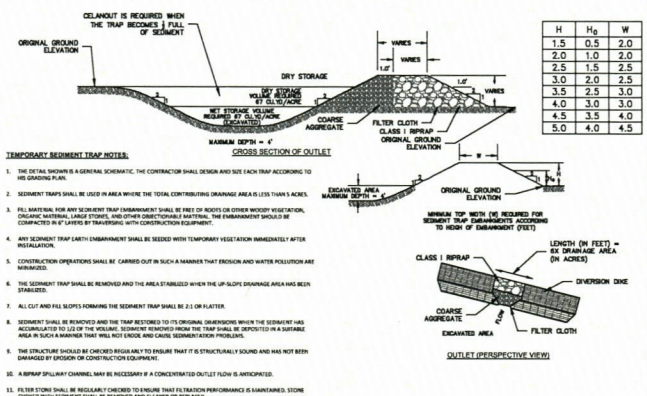 CELANOUT IS REQUIRED WHEN
THE TRAP BECOMES ½ FULL
OF SEDIMENT
ORIGINAL GROUND
ELEVATION
VARIES
VARIES
1.0'
DRY STORAGE
1.0'
DRY STORAGE
VOLUME REQUIRED
67 CU.YD/ACRE
VARIES
WET STORAGE VOLUME
REQUIRED
67 CU.YD/ACRE
(EXCAVATED)
COARSE
AGGREGATE
FILTER CLOTH
CLASS I RIPRAP
ORIGINAL GROUND
ELEVATION
MAXIMUM DEPTH = 4'
CROSS SECTION OF OUTLET
H H₀ W
1.5 0.5 2.0
2.0 1.0 2.0
2.5 1.5 2.5
3.0 2.0 2.5
3.5 2.5 3.0
4.0 3.0 3.0
4.5 3.5 4.0
5.0 4.0 4.5
TEMPORARY SEDIMENT TRAP NOTES:
1. THE DETAIL SHOWN IS A GENERAL SCHEMATIC. THE CONTRACTOR SHALL DESIGN AND SIZE EACH TRAP ACCORDING TO
HIS GRADING PLAN.
2. SEDIMENT TRAPS SHALL BE USED IN AREA WHERE THE TOTAL CONTRIBUTING DRAINAGE AREA IS LESS THAN 5 ACRES.
3. FILL MATERIAL FOR ANY SEDIMENT TRAP EMBANKMENT SHALL BE FREE OF ROOTS OR OTHER WOODY VEGETATION,
ORGANIC MATERIAL, LARGE STONES, AND OTHER OBJECTIONABLE MATERIAL. THE EMBANKMENT SHOULD BE
COMPACTED IN 6" LAYERS BY TRAVERSING WITH CONSTRUCTION EQUIPMENT.
4. ANY SEDIMENT TRAP EARTH EMBANKMENT SHALL BE SEEDED WITH TEMPORARY VEGETATION IMMEDIATELY AFTER
INSTALLATION.
5. CONSTRUCTION OPERATIONS SHALL BE CARRIED OUT IN SUCH A MANNER THAT EROSION AND WATER POLLUTION ARE
MINIMIZED.
6. THE SEDIMENT TRAP SHALL BE REMOVED AND THE AREA STABILIZED WHEN THE UP-SLOPE DRAINAGE AREA HAS BEEN
STABILIZED.
7. ALL CUT AND FILL SLOPES FORMING THE SEDIMENT TRAP SHALL BE 2:1 OR FLATTER.
8. SEDIMENT SHALL BE REMOVED AND THE TRAP RESTORED TO ITS ORIGINAL DIMENSIONS WHEN THE SEDIMENT HAS
ACCUMULATED TO 1/2 OF THE VOLUME. SEDIMENT REMOVED FROM THE TRAP SHALL BE DEPOSITED IN A SUITABLE
AREA IN SUCH A MANNER THAT WILL NOT ERODE AND CAUSE SEDIMENTATION PROBLEMS.
9. THE STRUCTURE SHOULD BE CHECKED REGULARLY TO ENSURE THAT IT IS STRUCTURALLY SOUND AND HAS NOT BEEN
DAMAGED BY EROSION OR CONSTRUCTION EQUIPMENT.
10. A RIPRAP SPILLWAY CHANNEL MAY BE NECESSARY IF A CONCENTRATED OUTLET FLOW IS ANTICIPATED.
11. FILTER STONE SHALL BE REGULARLY CHECKED TO ENSURE THAT FILTRATION PERFORMANCE IS MAINTAINED. STONE
W
EXCAVATED AREA
MAXIMUM DEPTH = 4'
ORIGINAL GROUND
ELEVATION
H
MINIMUM TOP WIDTH (W) REQUIRED FOR
SEDIMENT TRAP EMBANKMENTS ACCORDING
TO HEIGH OF EMBANKMENT (FEET)
LENGTH (IN FEET) =
6X DRAINAGE AREA
(IN ACRES)
CLASS I RIPRAP
DIVERSION DIKE
COARSE
AGGREGATE
FLOW
EXCAVATED AREA
FILTER CLOTH
OUTLET (PERSPECTIVE VIEW)